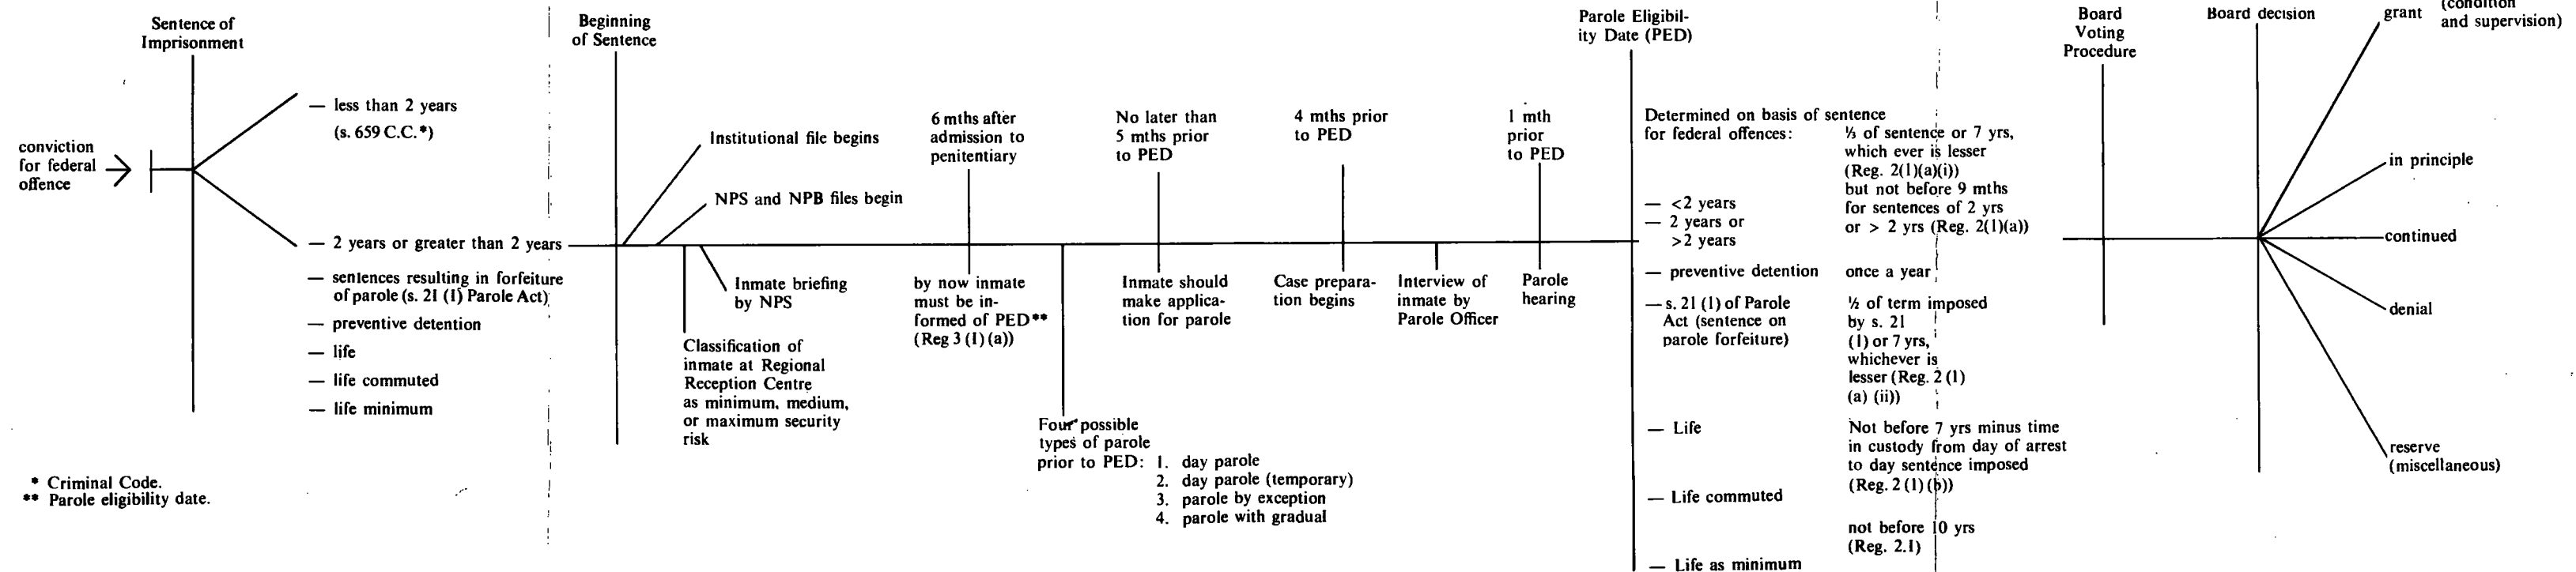 Sentence of
Imprisonment
conviction
for federal
offence
— less than 2 years
(s. 659 C.C.*)
— 2 years or greater than 2 years
— sentences resulting in forfeiture
of parole (s. 21 (1) Parole Act)
— preventive detention
— life
— life commuted
— life minimum
* Criminal Code.
** Parole eligibility date.
Beginning
of Sentence
Institutional file begins
NPS and NPB files begin
Inmate briefing
by NPS
Classification of
inmate at Regional
Reception Centre
as minimum, medium,
or maximum security
risk
6 mths after
admission to
penitentiary
by now inmate
must be in-
formed of PED**
(Reg 3 (1) (a))
Four possible
types of parole
prior to PED: 1. day parole
2. day parole (temporary)
3. parole by exception
4. parole with gradual
No later than
5 mths prior
to PED
Inmate should
make applica-
tion for parole
4 mths prior
to PED
Case prepara-
tion begins
Interview of
inmate by
Parole Officer
1 mth
prior
to PED
Parole
hearing
Parole Eligibil-
ity Date (PED)
Determined on basis of sentence
for federal offences:
— <2 years
— 2 years or
>2 years
⅓ of sentence or 7 yrs,
which ever is lesser
(Reg. 2(1)(a)(i))
but not before 9 mths
for sentences of 2 yrs
or > 2 yrs (Reg. 2(1)(a))
— preventive detention once a year
— s. 21 (1) of Parole
Act (sentence on
parole forfeiture)
½ of term imposed
by s. 21
(1) or 7 yrs,
whichever is
lesser (Reg. 2 (1)
(a) (ii))
— Life
Not before 7 yrs minus time
in custody from day of arrest
to day sentence imposed
(Reg. 2 (1) (b))
— Life commuted
not before 10 yrs
(Reg. 2.1)
— Life as minimum
Board
Voting
Procedure
Board decision
grant
(condition
and supervision)
in principle
continued
denial
reserve
(miscellaneous)